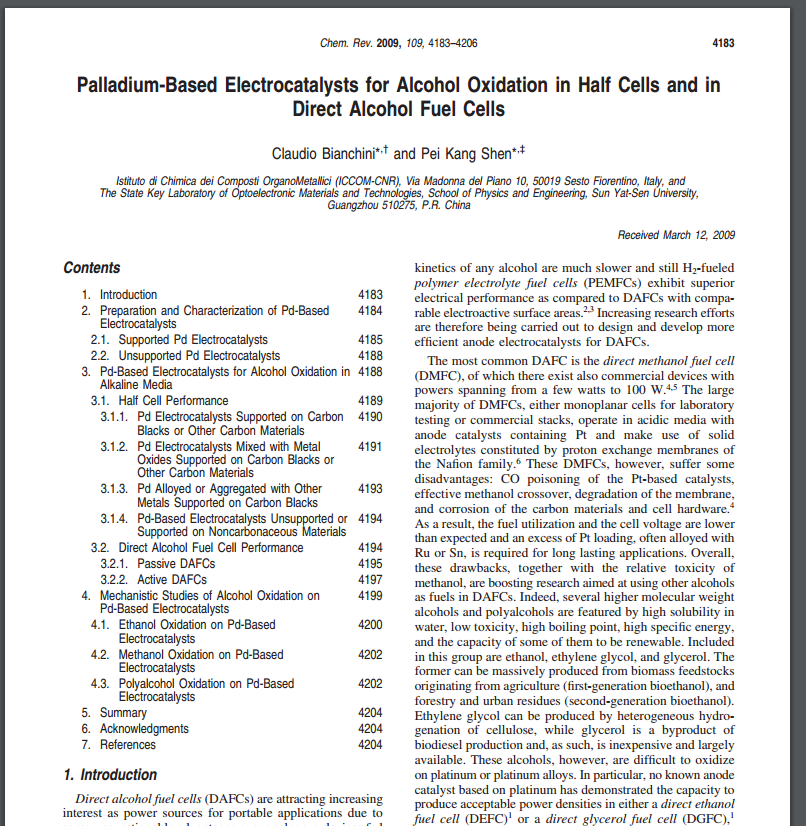 Chem. Rev. 2009, 109, 4183–4206
4183
Palladium-Based Electrocatalysts for Alcohol Oxidation in Half Cells and in
Direct Alcohol Fuel Cells
Claudio Bianchini*,† and Pei Kang Shen*,‡
Istituto di Chimica dei Composti OrganoMetallici (ICCOM-CNR), Via Madonna del Piano 10, 50019 Sesto Fiorentino, Italy, and
The State Key Laboratory of Optoelectronic Materials and Technologies, School of Physics and Engineering, Sun Yat-Sen University,
Guangzhou 510275, P.R. China
Received March 12, 2009
Contents
1. Introduction 4183
2. Preparation and Characterization of Pd-Based 4184
Electrocatalysts
2.1. Supported Pd Electrocatalysts 4185
2.2. Unsupported Pd Electrocatalysts 4188
3. Pd-Based Electrocatalysts for Alcohol Oxidation in 4188
Alkaline Media
3.1. Half Cell Performance 4189
3.1.1. Pd Electrocatalysts Supported on Carbon 4190
Blacks or Other Carbon Materials
3.1.2. Pd Electrocatalysts Mixed with Metal 4191
Oxides Supported on Carbon Blacks or
Other Carbon Materials
3.1.3. Pd Alloyed or Aggregated with Other 4193
Metals Supported on Carbon Blacks
3.1.4. Pd-Based Electrocatalysts Unsupported or 4194
Supported on Noncarbonaceous Materials
3.2. Direct Alcohol Fuel Cell Performance 4194
3.2.1. Passive DAFCs 4195
3.2.2. Active DAFCs 4197
4. Mechanistic Studies of Alcohol Oxidation on 4199
Pd-Based Electrocatalysts
4.1. Ethanol Oxidation on Pd-Based 4200
Electrocatalysts
4.2. Methanol Oxidation on Pd-Based 4202
Electrocatalysts
4.3. Polyalcohol Oxidation on Pd-Based 4202
Electrocatalysts
5. Summary 4204
6. Acknowledgments 4204
7. References 4204
1. Introduction
Direct alcohol fuel cells (DAFCs) are attracting increasing
interest as power sources for portable applications due to
kinetics of any alcohol are much slower and still H2-fueled
polymer electrolyte fuel cells (PEMFCs) exhibit superior
electrical performance as compared to DAFCs with compa-
rable electroactive surface areas.2,3 Increasing research efforts
are therefore being carried out to design and develop more
efficient anode electrocatalysts for DAFCs.
The most common DAFC is the direct methanol fuel cell
(DMFC), of which there exist also commercial devices with
powers spanning from a few watts to 100 W.4,5 The large
majority of DMFCs, either monoplanar cells for laboratory
testing or commercial stacks, operate in acidic media with
anode catalysts containing Pt and make use of solid
electrolytes constituted by proton exchange membranes of
the Nafion family.6 These DMFCs, however, suffer some
disadvantages: CO poisoning of the Pt-based catalysts,
effective methanol crossover, degradation of the membrane,
and corrosion of the carbon materials and cell hardware.4
As a result, the fuel utilization and the cell voltage are lower
than expected and an excess of Pt loading, often alloyed with
Ru or Sn, is required for long lasting applications. Overall,
these drawbacks, together with the relative toxicity of
methanol, are boosting research aimed at using other alcohols
as fuels in DAFCs. Indeed, several higher molecular weight
alcohols and polyalcohols are featured by high solubility in
water, low toxicity, high boiling point, high specific energy,
and the capacity of some of them to be renewable. Included
in this group are ethanol, ethylene glycol, and glycerol. The
former can be massively produced from biomass feedstocks
originating from agriculture (first-generation bioethanol), and
forestry and urban residues (second-generation bioethanol).
Ethylene glycol can be produced by heterogeneous hydro-
genation of cellulose, while glycerol is a byproduct of
biodiesel production and, as such, is inexpensive and largely
available. These alcohols, however, are difficult to oxidize
on platinum or platinum alloys. In particular, no known anode
catalyst based on platinum has demonstrated the capacity to
produce acceptable power densities in either a direct ethanol
fuel cell (DEFC)1 or a direct glycerol fuel cell (DGFC),1